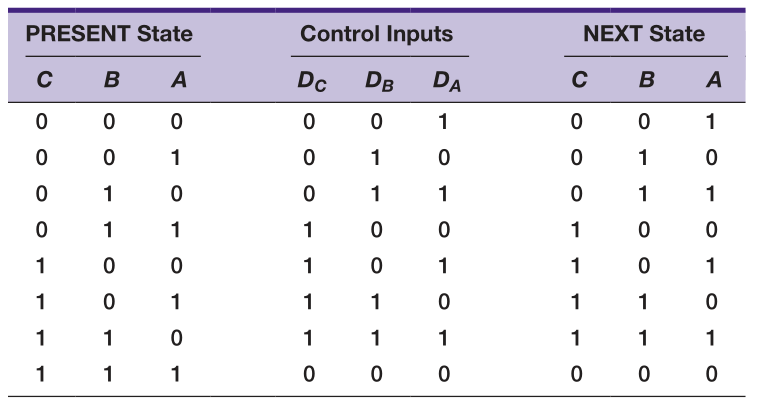 PRESENT State Control Inputs NEXT State
C B A D_C D_B D_A C B A
0 0 0 0 0 1 0 0 1
0 0 1 0 1 0 0 1 0
0 1 0 0 1 1 0 1 1
0 1 1 1 0 0 1 0 0
1 0 0 1 0 1 1 0 1
1 0 1 1 1 0 1 1 0
1 1 0 1 1 1 1 1 1
1 1 1 0 0 0 0 0 0